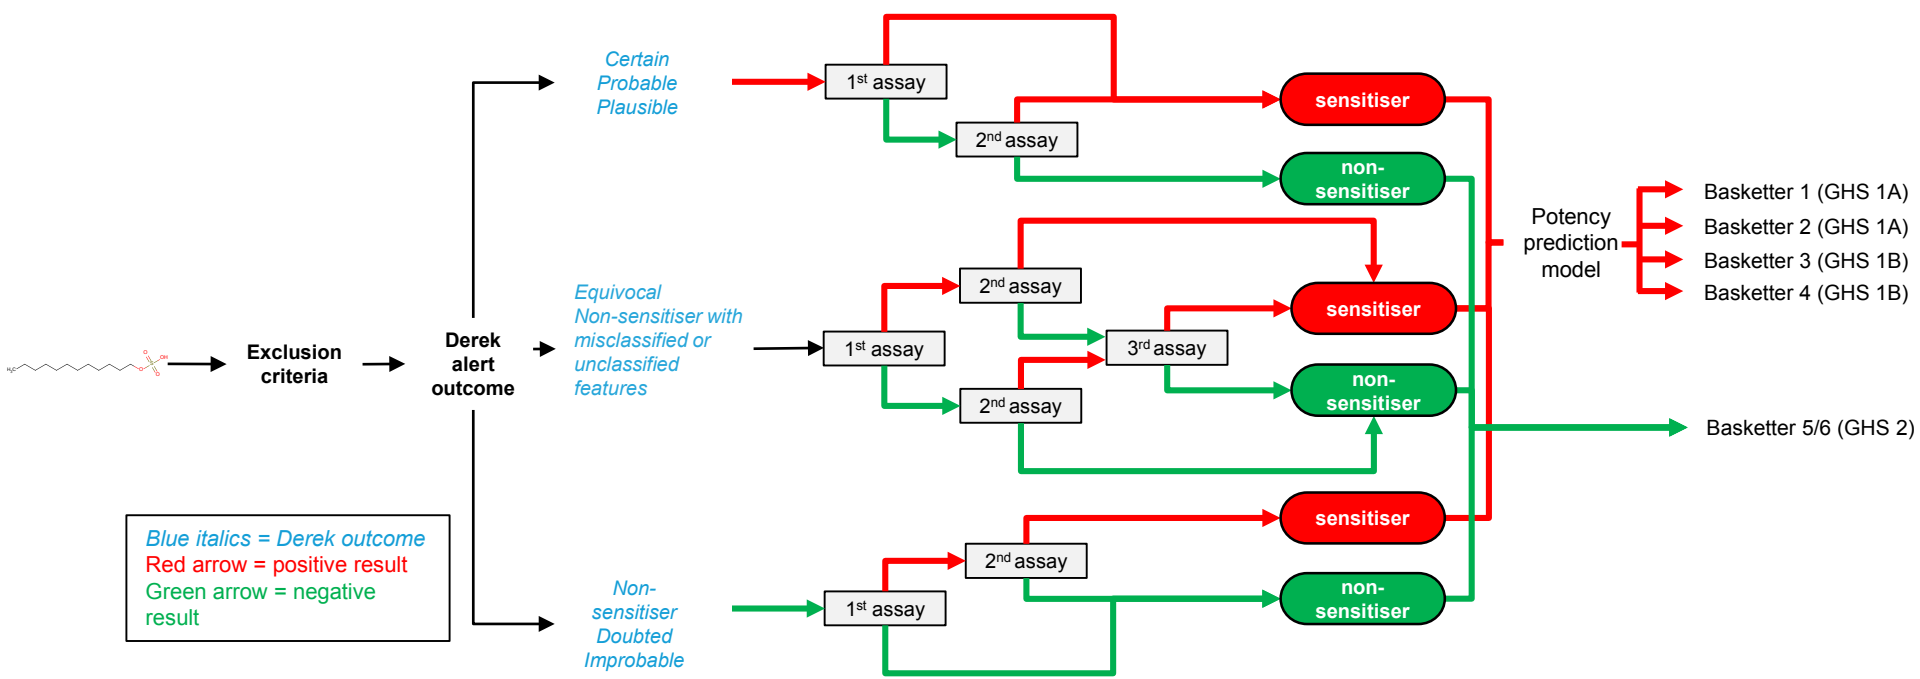 Certain
Probable
Plausible
1st assay
2nd assay
sensitiser
non-
sensitiser
Equivocal
Non-sensitiser with
misclassified or
unclassified
features
1st assay
2nd assay
2nd assay
3rd assay
sensitiser
non-
sensitiser
Potency
prediction
model
Basketter 1 (GHS 1A)
Basketter 2 (GHS 1A)
Basketter 3 (GHS 1B)
Basketter 4 (GHS 1B)
Basketter 5/6 (GHS 2)
H₃C
O
O
S
OH
O
Exclusion
criteria
Derek
alert
outcome
Non-
sensitiser
Doubted
Improbable
1st assay
2nd assay
sensitiser
non-
sensitiser
Blue italics = Derek outcome
Red arrow = positive result
Green arrow = negative
result